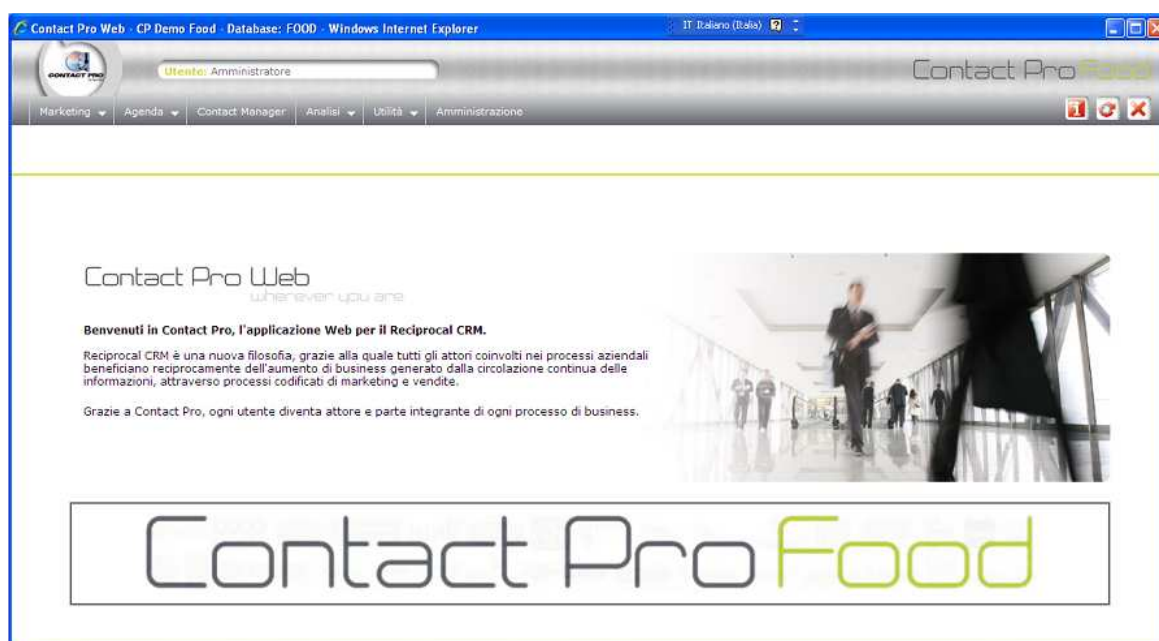 Contact Pro Web - CP Demo Food - Database: FOOD - Windows Internet Explorer
IT Italiano (Italia)
CONTACT PRO
Utente: Amministratore
Contact Pro Food
Marketing
Agenda
Contact Manager
Analisi
Utilità
Amministrazione
Contact Pro Web
wherever you are
Benvenuti in Contact Pro, l'applicazione Web per il Reciprocal CRM.
Reciprocal CRM è una nuova filosofia, grazie alla quale tutti gli attori coinvolti nei processi aziendali
beneficiano reciprocamente dell'aumento di business generato dalla circolazione continua delle
informazioni, attraverso processi codificati di marketing e vendite.
Grazie a Contact Pro, ogni utente diventa attore e parte integrante di ogni processo di business.
Contact Pro Food